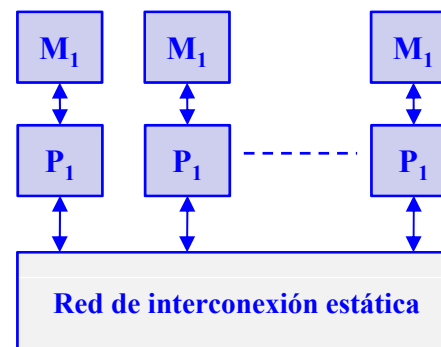 M₁ M₁ M₁
P₁ P₁ P₁
Red de interconexión estática